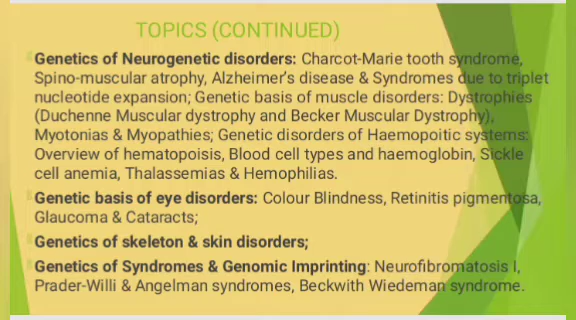 TOPICS (CONTINUED)
Genetics of Neurogenetic disorders: Charcot-Marie tooth syndrome,
Spino-muscular atrophy, Alzheimer's disease & Syndromes due to triplet
nucleotide expansion; Genetic basis of muscle disorders: Dystrophies
(Duchenne Muscular dystrophy and Becker Muscular Dystrophy),
Myotonias & Myopathies; Genetic disorders of Haemopoitic systems:
Overview of hematopoisis, Blood cell types and haemoglobin, Sickle
cell anemia, Thalassemias & Hemophilias.
Genetic basis of eye disorders: Colour Blindness, Retinitis pigmentosa,
Glaucoma & Cataracts;
Genetics of skeleton & skin disorders;
Genetics of Syndromes & Genomic Imprinting: Neurofibromatosis I,
Prader-Willi & Angelman syndromes, Beckwith Wiedeman syndrome.